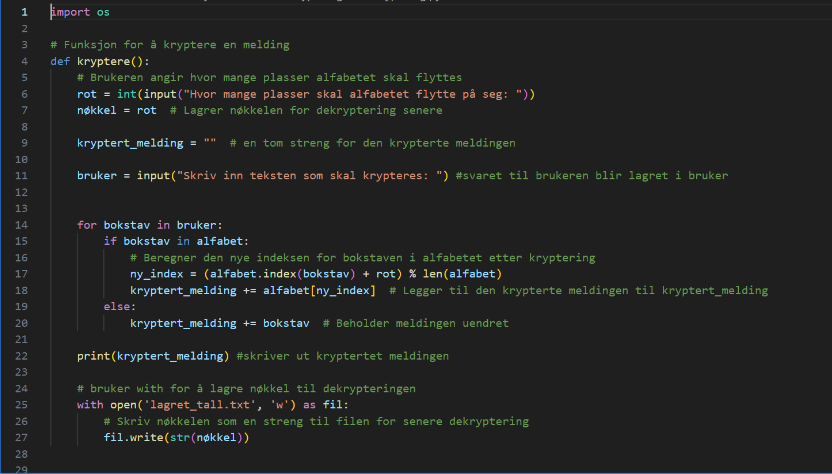 1 import os
2
3 # Funksjon for å kryptere en melding
4 def kryptere():
5     # Brukeren angir hvor mange plasser alfabetet skal flyttes
6     rot = int(input("Hvor mange plasser skal alfabetet flytte på seg: "))
7     nøkkel = rot  # Lagrer nøkkelen for dekryptering senere
8
9     kryptert_melding = ""  # en tom streng for den krypterte meldingen
10
11     bruker = input("Skriv inn teksten som skal krypteres: ") #svaret til brukeren blir lagret i bruker
12
13
14     for bokstav in bruker:
15         if bokstav in alfabet:
16             # Beregner den nye indeksen for bokstaven i alfabetet etter kryptering
17             ny_index = (alfabet.index(bokstav) + rot) % len(alfabet)
18             kryptert_melding += alfabet[ny_index]  # Legger til den krypterte meldingen til kryptert_melding
19         else:
20             kryptert_melding += bokstav  # Beholder meldingen uendret
21
22     print(kryptert_melding) #skriver ut kryptertet meldingen
23
24     # bruker with for å lagre nøkkel til dekrypteringen
25     with open('lagret_tall.txt', 'w') as fil:
26         # Skriv nøkkelen som en streng til filen for senere dekryptering
27         fil.write(str(nøkkel))
28
29